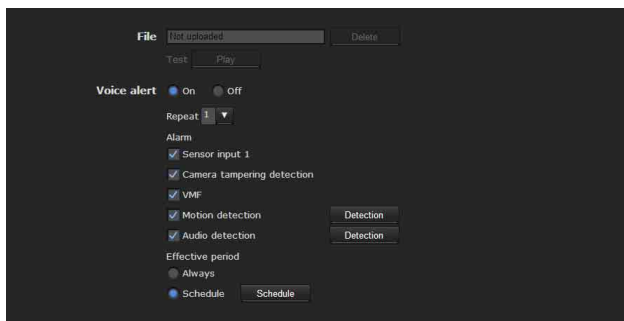 File Not uploaded Delete
Test Play
Voice alert On Off
Repeat 1
Alarm
Sensor input 1
Camera tampering detection
VMF
Motion detection Detection
Audio detection Detection
Effective period
Always
Schedule Schedule